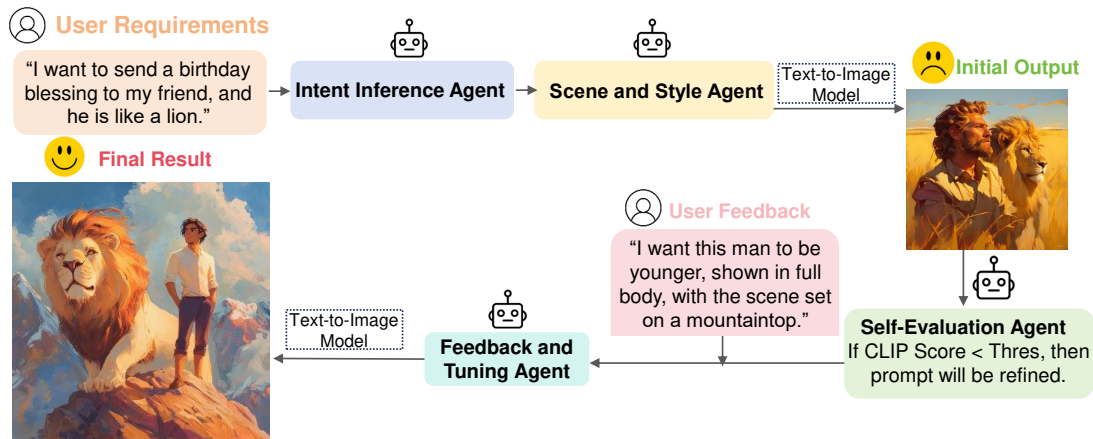 User Requirements
“I want to send a birthday
blessing to my friend, and
he is like a lion.”
Intent Inference Agent
Scene and Style Agent
Text-to-Image
Model
Initial Output
Final Result
User Feedback
“I want this man to be
younger, shown in full
body, with the scene set
on a mountaintop.”
Self-Evaluation Agent
If CLIP Score < Thres, then
prompt will be refined.
Feedback and
Tuning Agent
Text-to-Image
Model